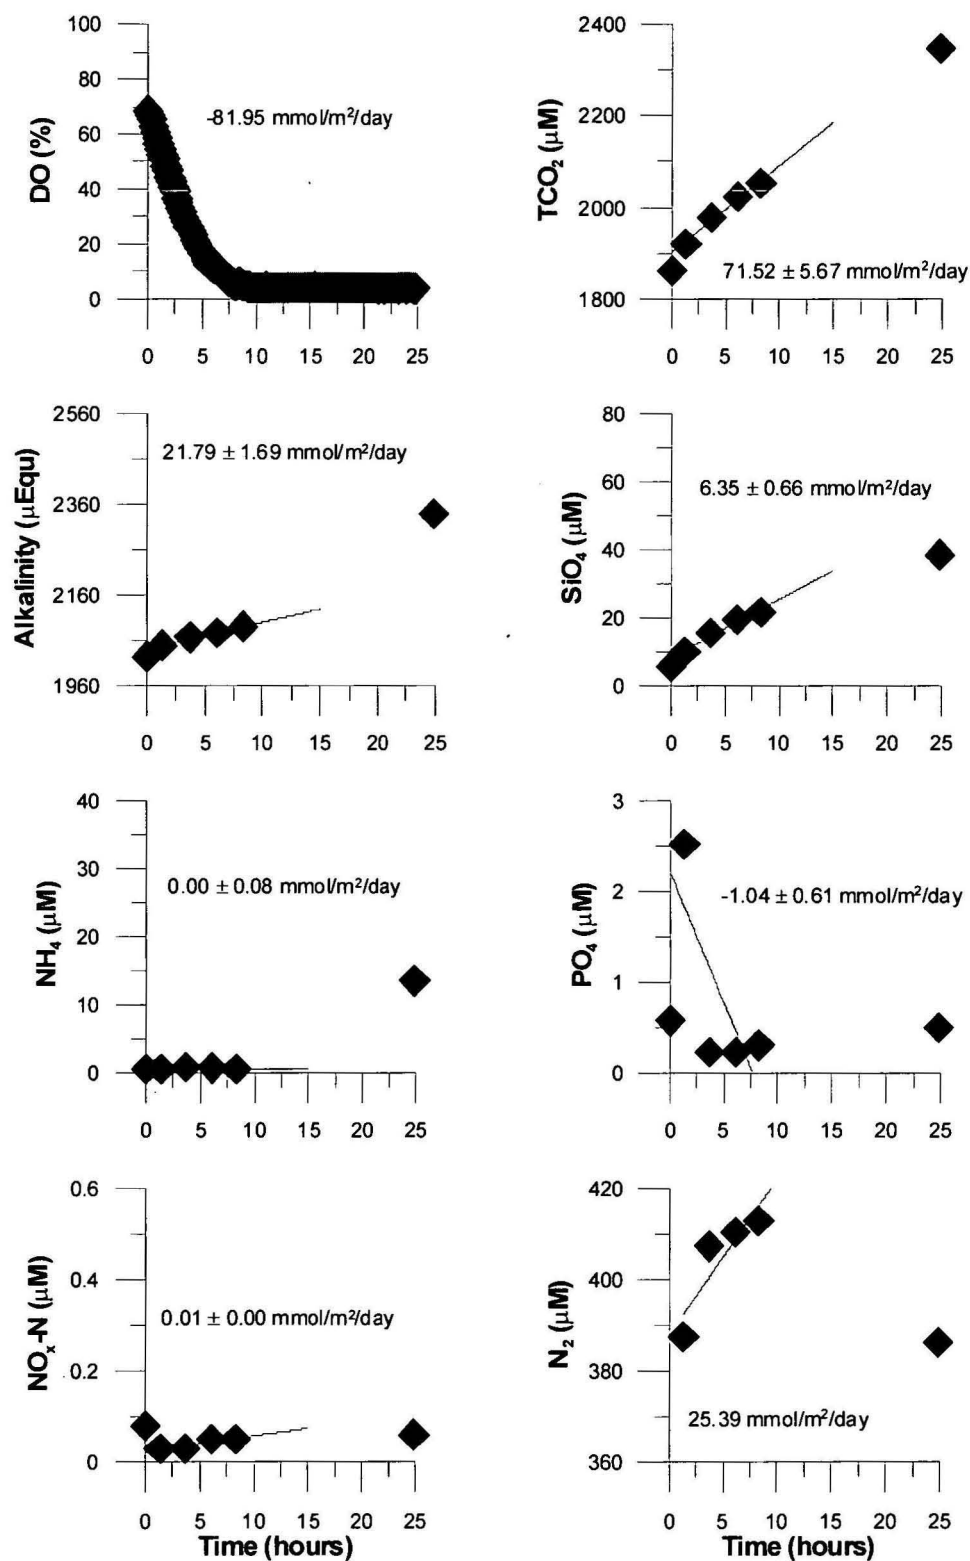 100
80
60
40
20
0
DO (%)
-81.95 mmol/m²/day
0 5 10 15 20 25
2400
2200
2000
1800
TCO₂ (μM)
71.52 ± 5.67 mmol/m²/day
0 5 10 15 20 25
2560
2360
2160
1960
Alkalinity (μEqu)
21.79 ± 1.69 mmol/m²/day
0 5 10 15 20 25
80
60
40
20
0
SiO₄ (μM)
6.35 ± 0.66 mmol/m²/day
0 5 10 15 20 25
40
30
20
10
0
NH₄ (μM)
0.00 ± 0.08 mmol/m²/day
0 5 10 15 20 25
3
2
1
0
PO₄ (μM)
-1.04 ± 0.61 mmol/m²/day
0 5 10 15 20 25
0.6
0.4
0.2
0
NOₓ-N (μM)
0.01 ± 0.00 mmol/m²/day
0 5 10 15 20 25
Time (hours)
420
400
380
360
N₂ (μM)
25.39 mmol/m²/day
0 5 10 15 20 25
Time (hours)